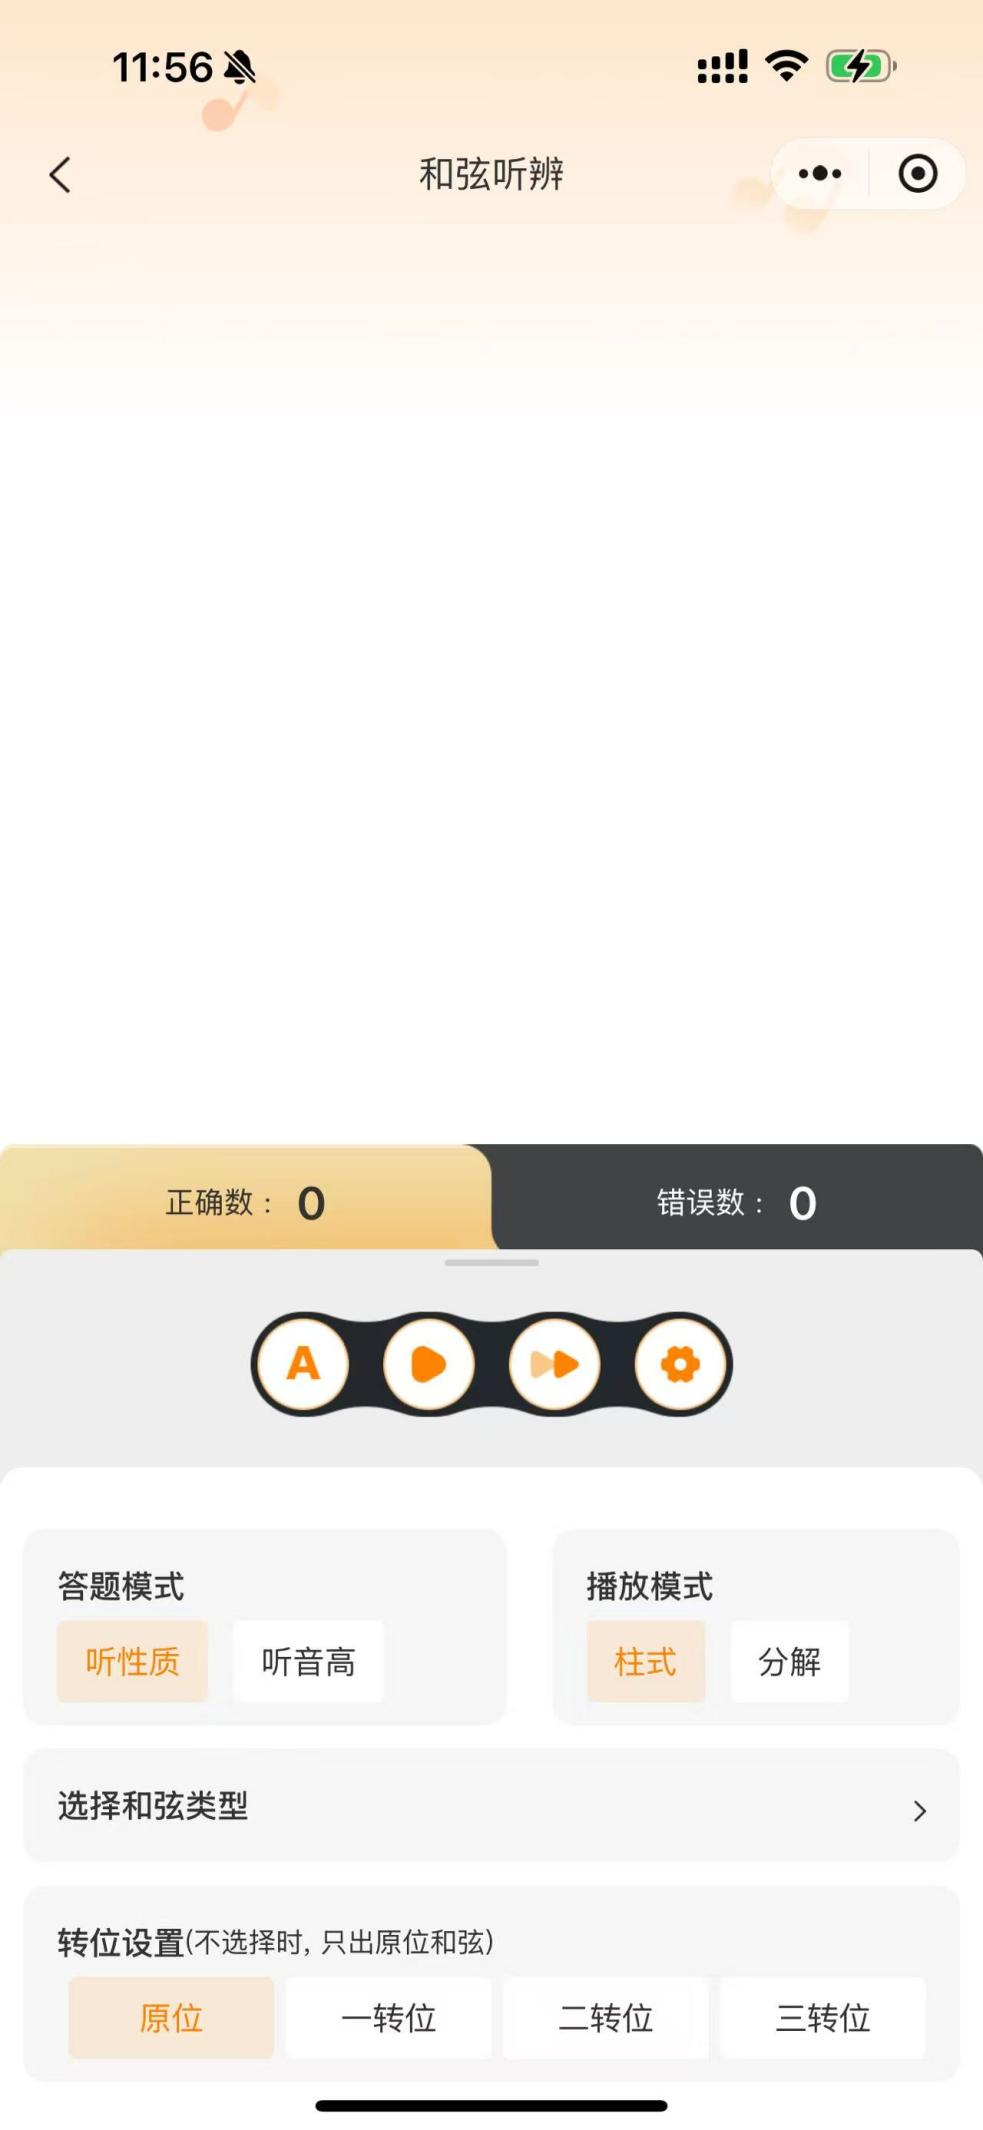 11:56
和弦听辨
正确数： 0 错误数： 0
A
答题模式 播放模式
听性质 听音高 柱式 分解
选择和弦类型
转位设置(不选择时, 只出原位和弦)
原位 一转位 二转位 三转位